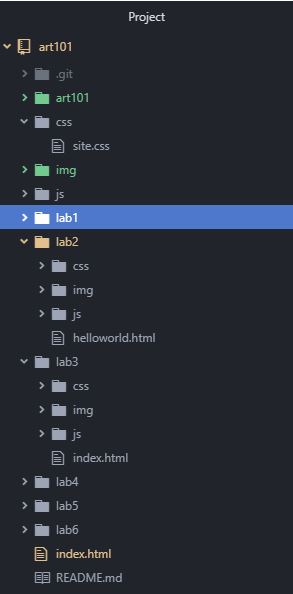 Project
art101
.git
art101
css
site.css
img
js
lab1
lab2
css
img
js
helloworld.html
lab3
css
img
js
index.html
lab4
lab5
lab6
index.html
README.md